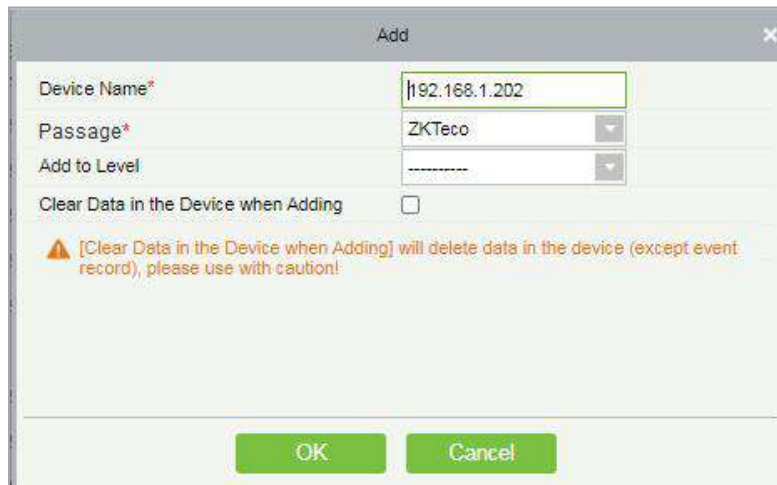 Add
Device Name* 192.168.1.202
Passage* ZKTeco
Add to Level ----------
Clear Data in the Device when Adding
[Clear Data in the Device when Adding] will delete data in the device (except event
record), please use with caution!
OK Cancel